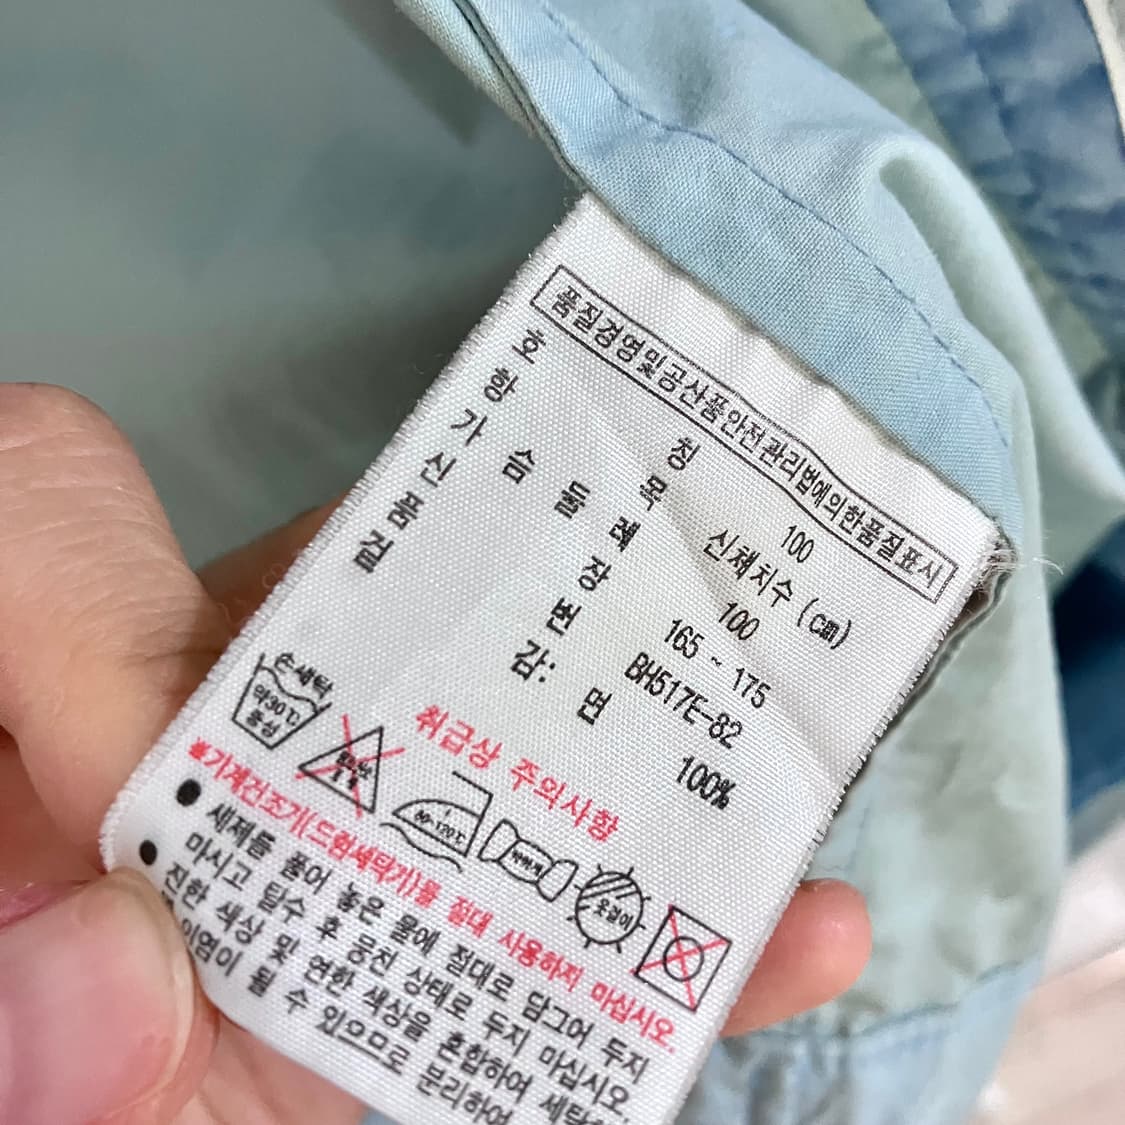 품질경영및공산품안전관리법에의한품질표시
호 칭 100
항 목 신체치수 (cm)
가 슴 둘 레 100
신 장 165 ~ 175
품 번 BH517E-82
겉 감: 면 100%
취급상 주의사항
손세탁
약30℃
중성
80~120℃
옷걸이
※기계건조기(드럼세탁기)를 절대 사용하지 마십시오.
● 세제를 풀어 놓은 물에 절대로 담그어 두지
마시고 탈수 후 뭉친 상태로 두지 마십시오.
● 진한 색상 및 연한 색상을 혼합하여
이염이 될 수 있으므로 분리하여